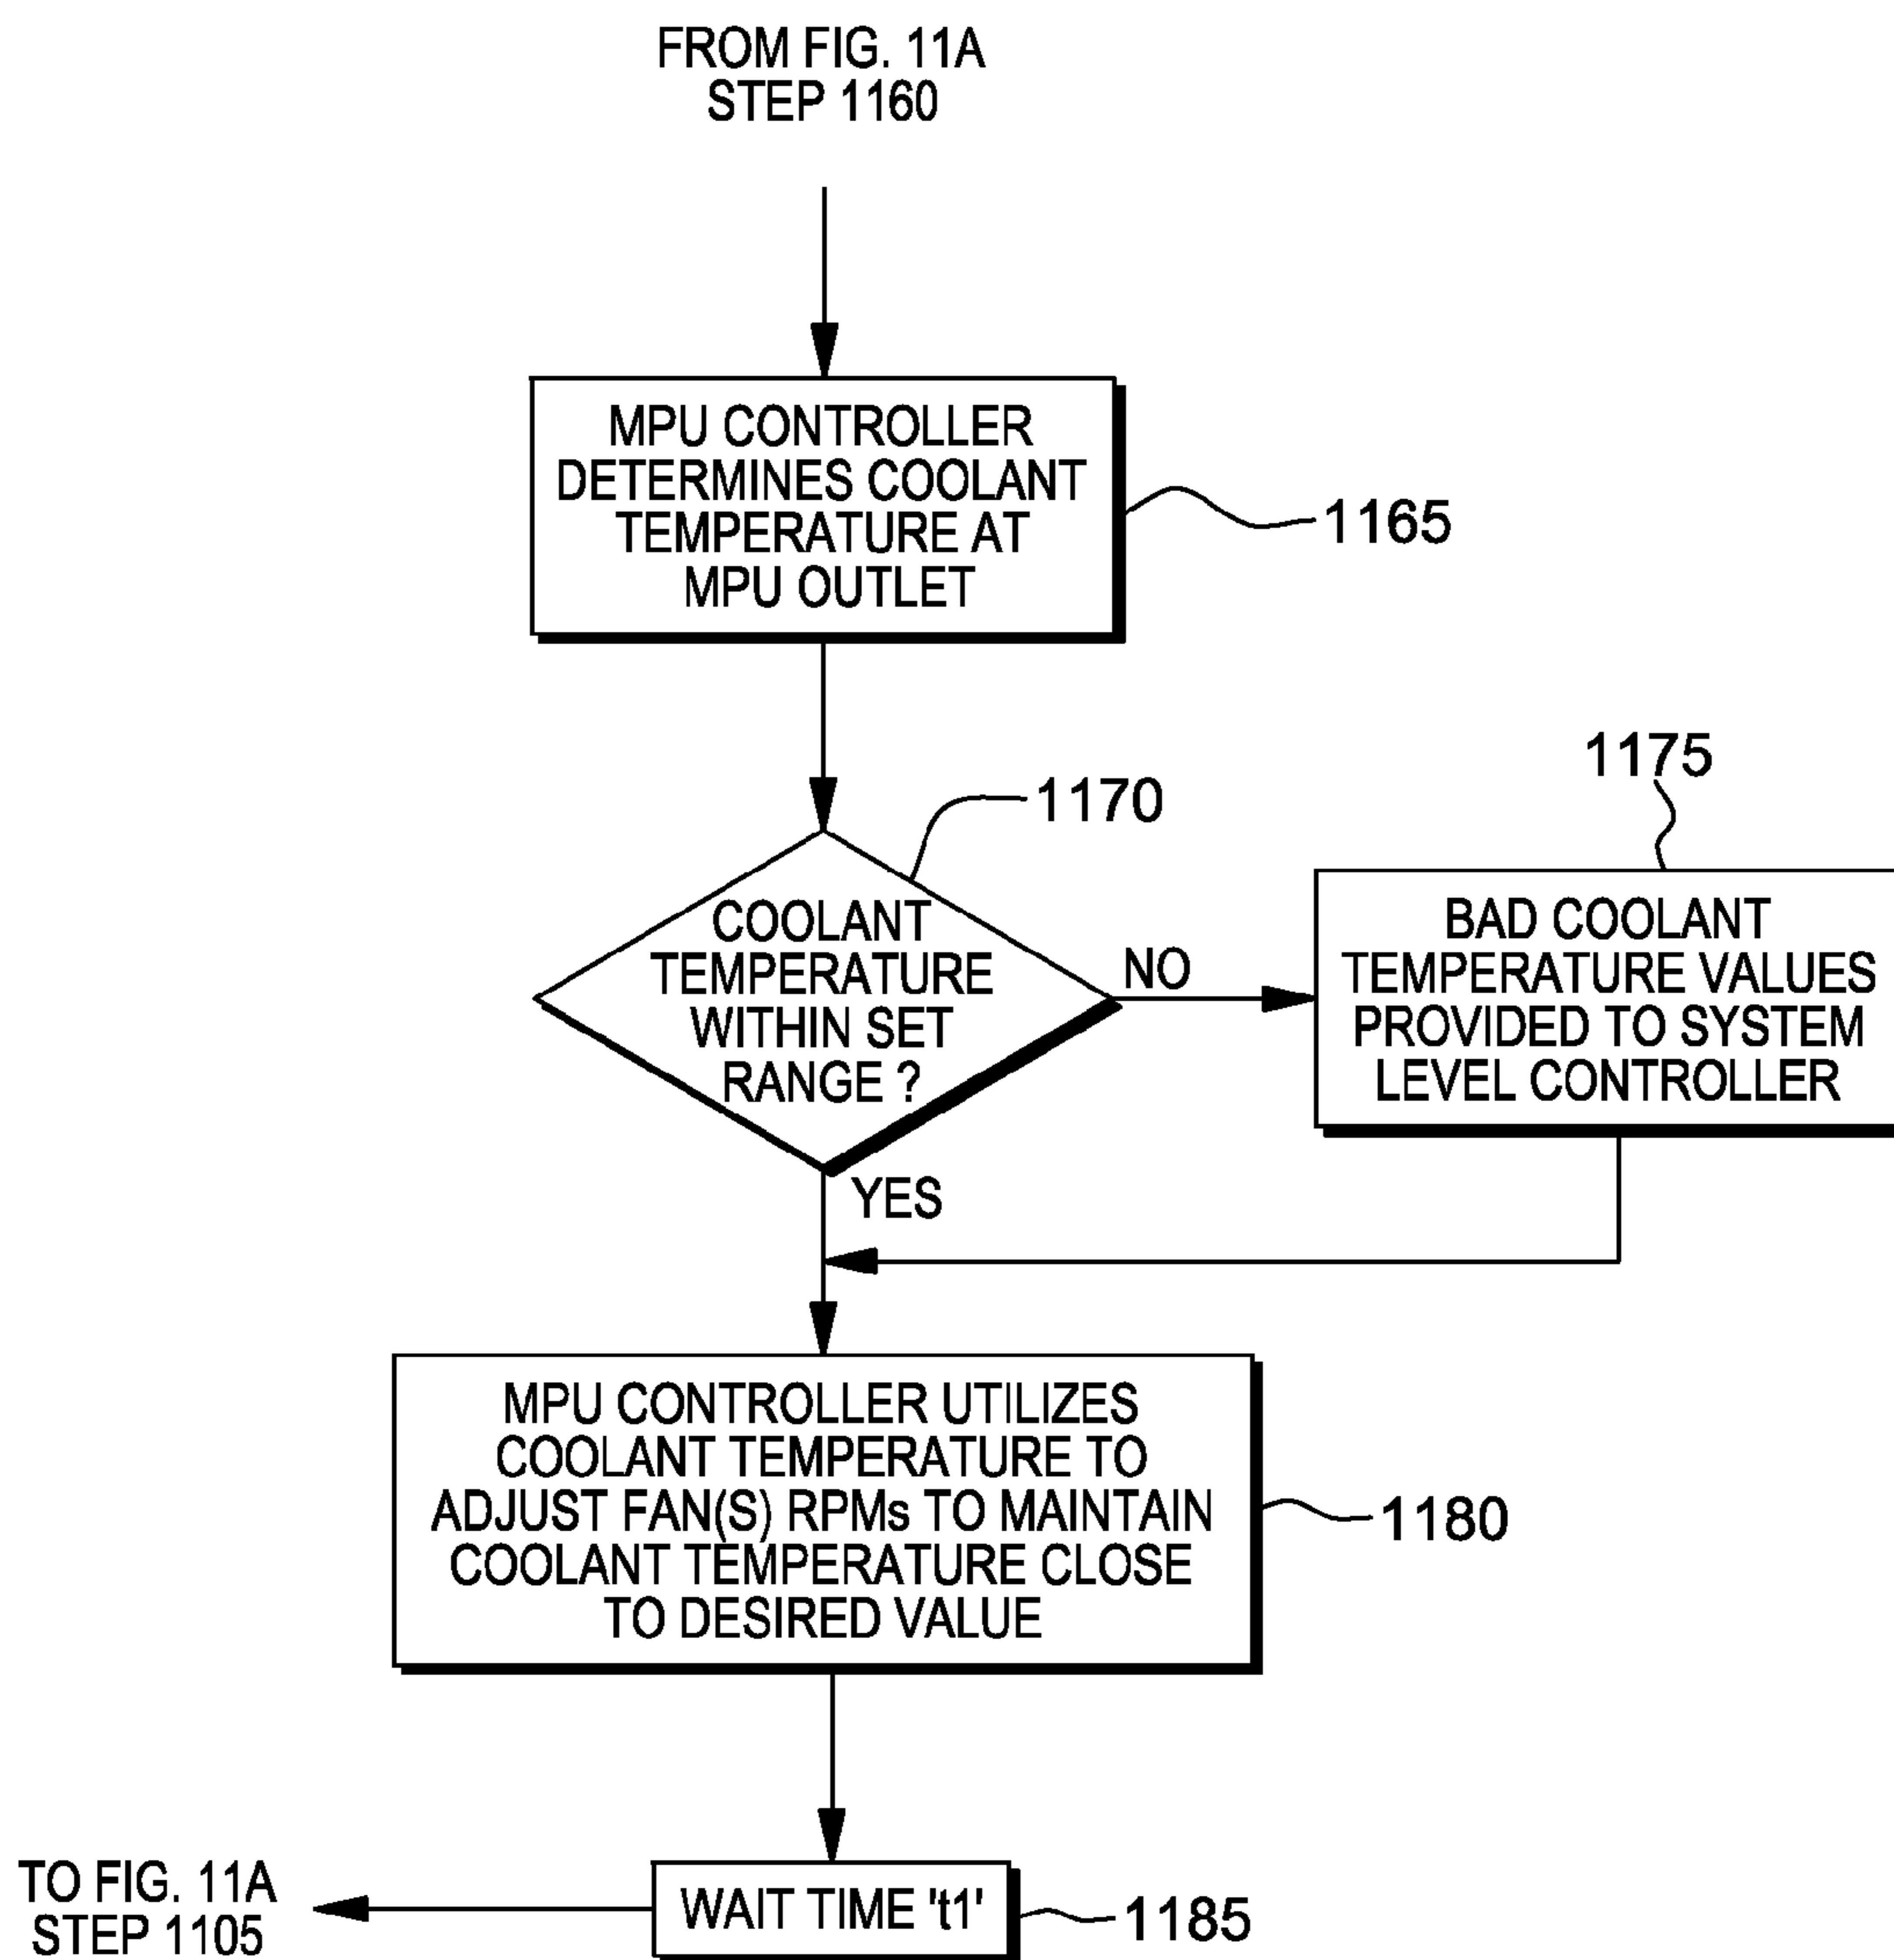 FROM FIG. 11A
STEP 1160
MPU CONTROLLER
DETERMINES COOLANT
TEMPERATURE AT
MPU OUTLET
1165
1170
1175
COOLANT
TEMPERATURE
WITHIN SET
RANGE ?
NO
BAD COOLANT
TEMPERATURE VALUES
PROVIDED TO SYSTEM
LEVEL CONTROLLER
YES
MPU CONTROLLER UTILIZES
COOLANT TEMPERATURE TO
ADJUST FAN(S) RPMs TO MAINTAIN
COOLANT TEMPERATURE CLOSE
TO DESIRED VALUE
1180
TO FIG. 11A
STEP 1105
WAIT TIME 't1'
1185